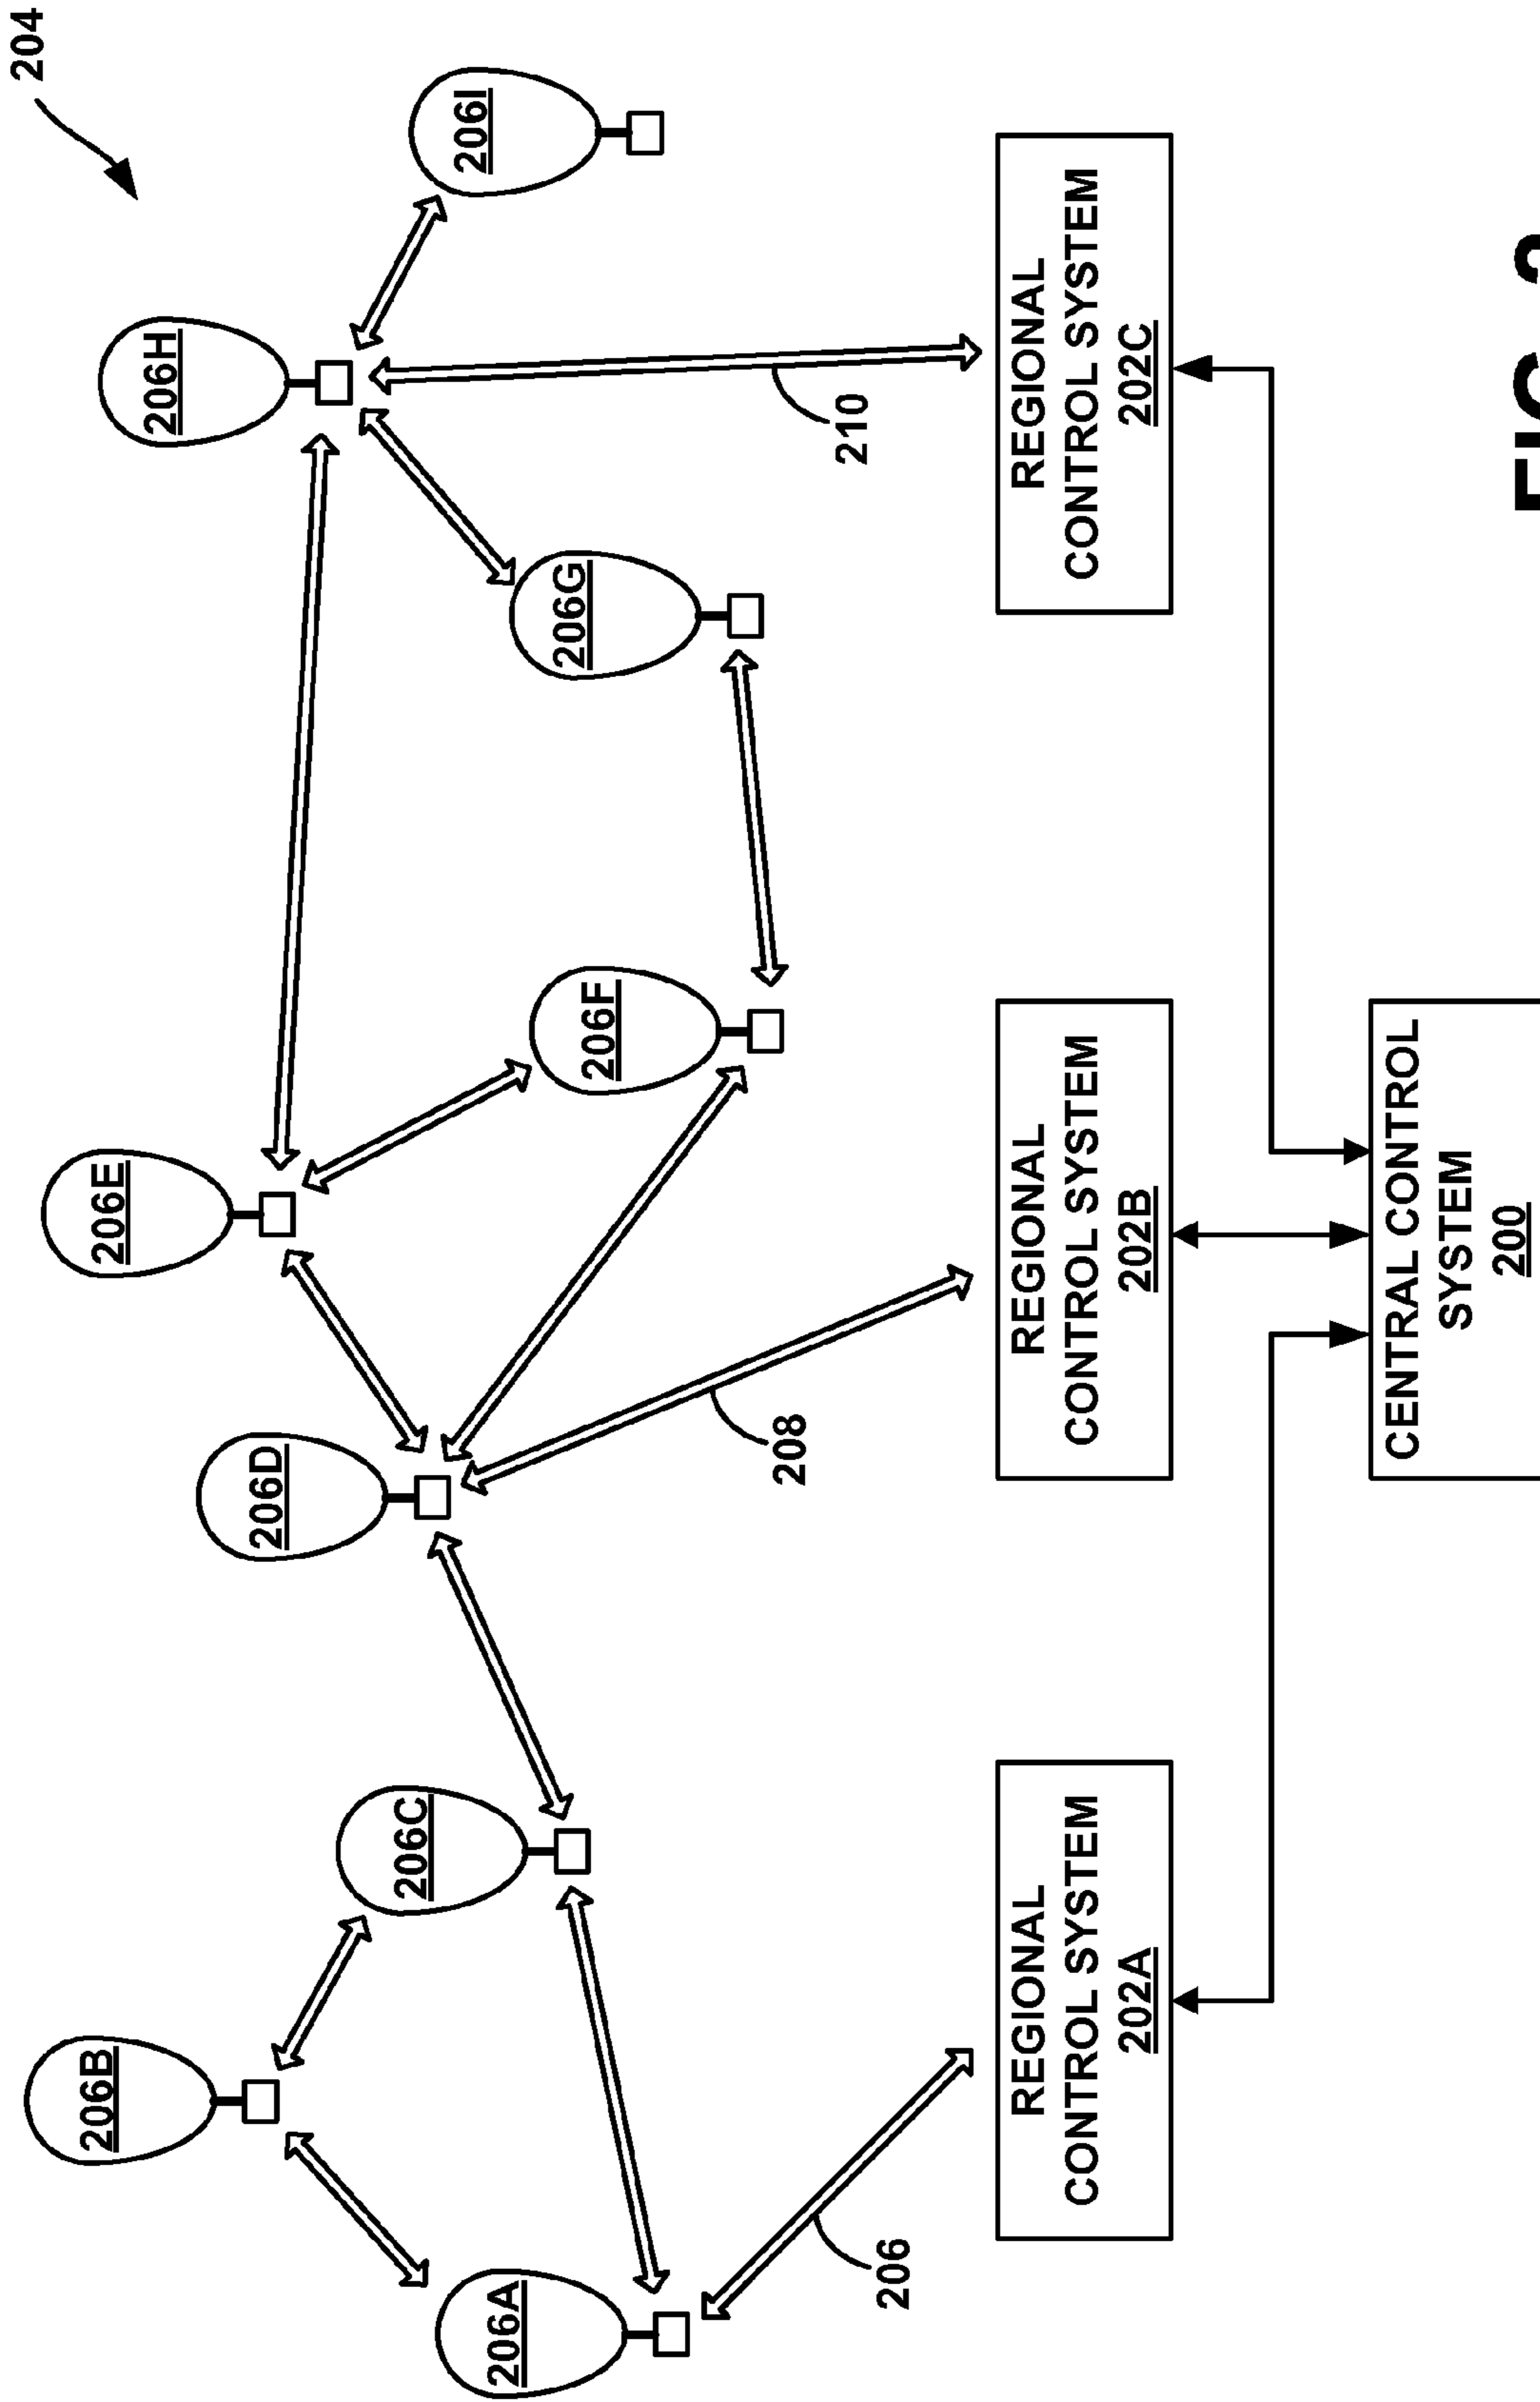 204
206B
206E
206H
206D
206C
206I
206A
206F
206G
210
208
206
REGIONAL
CONTROL SYSTEM
202A
REGIONAL
CONTROL SYSTEM
202B
REGIONAL
CONTROL SYSTEM
202C
CENTRAL CONTROL
SYSTEM
200